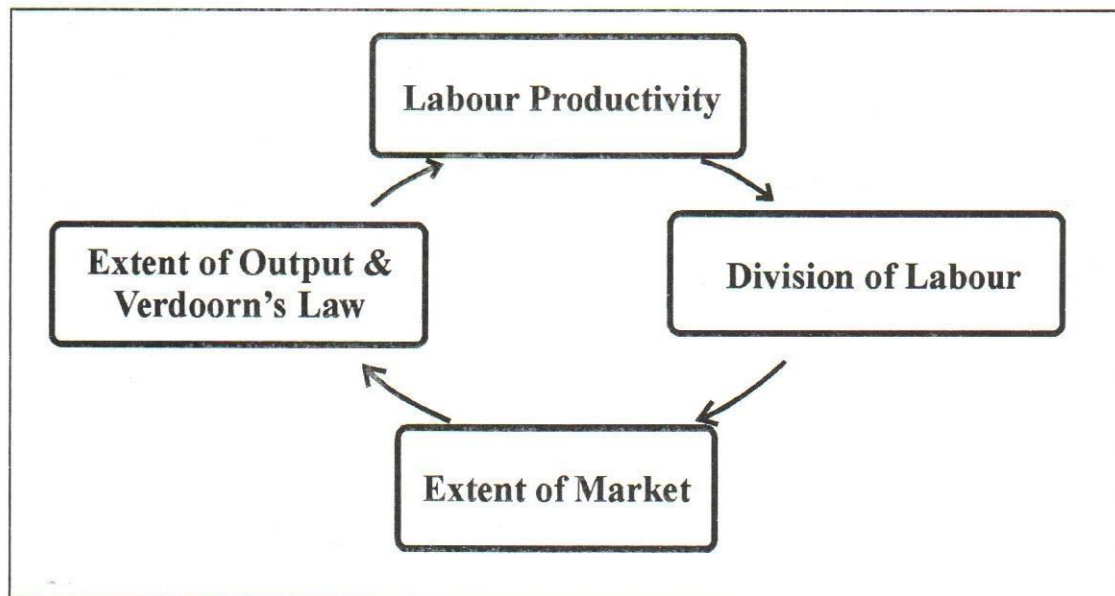 Labour Productivity
Extent of Output &
Verdoorn's Law
Division of Labour
Extent of Market